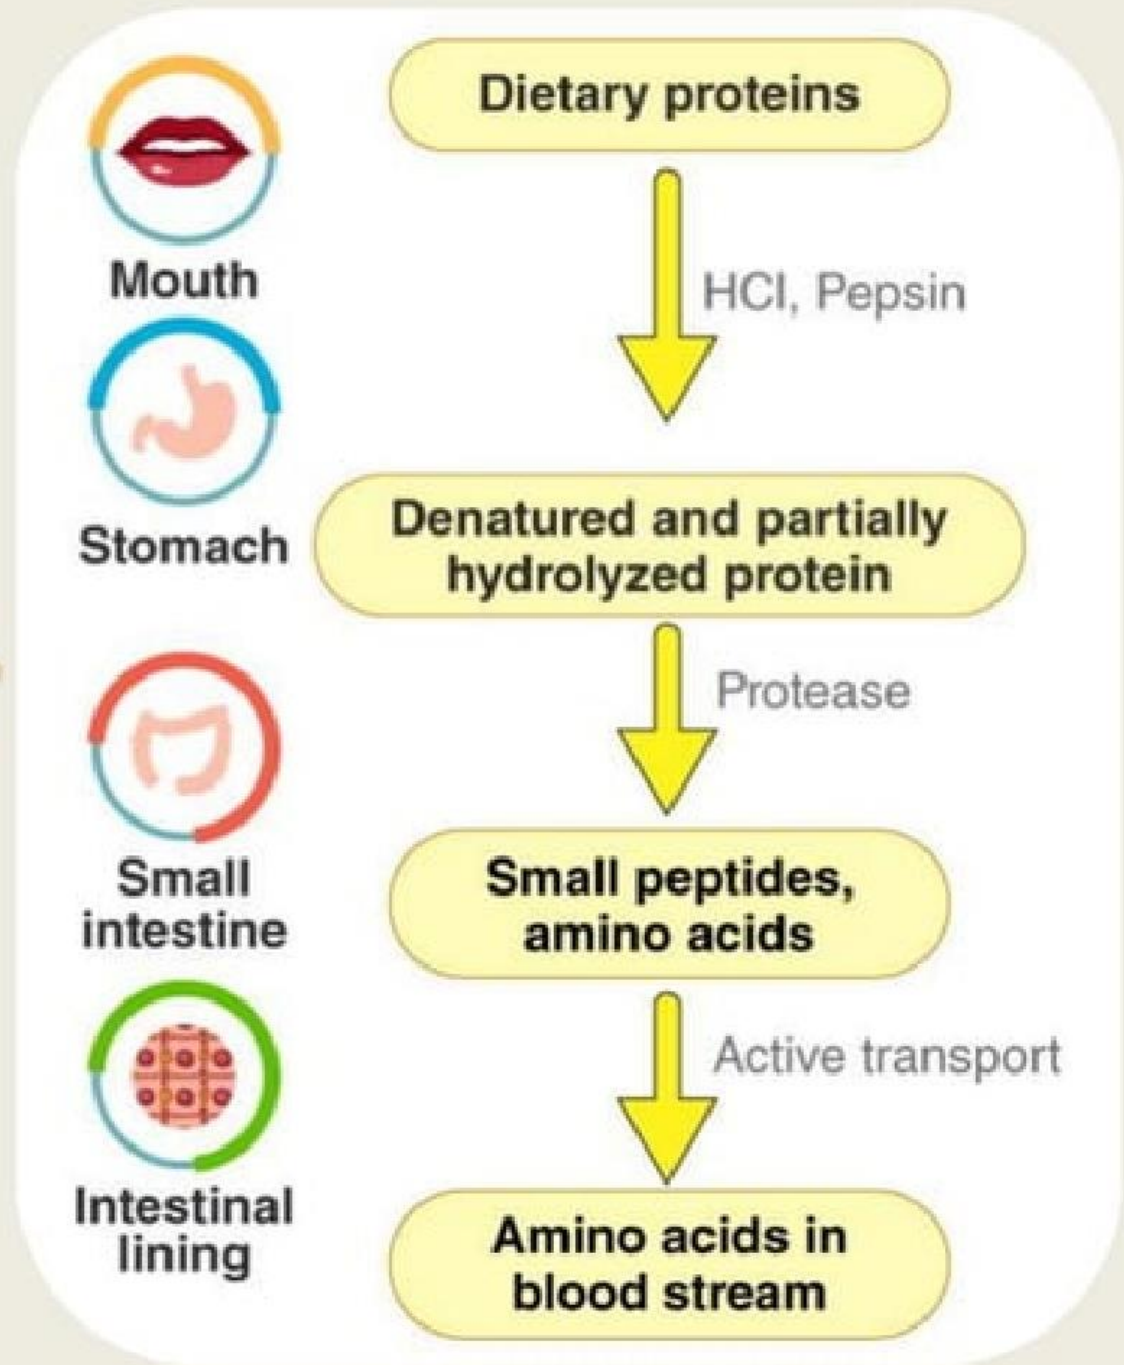 Dietary proteins
Mouth
HCl, Pepsin
Stomach
Denatured and partially
hydrolyzed protein
Protease
Small
intestine
Small peptides,
amino acids
Active transport
Intestinal
lining
Amino acids in
blood stream